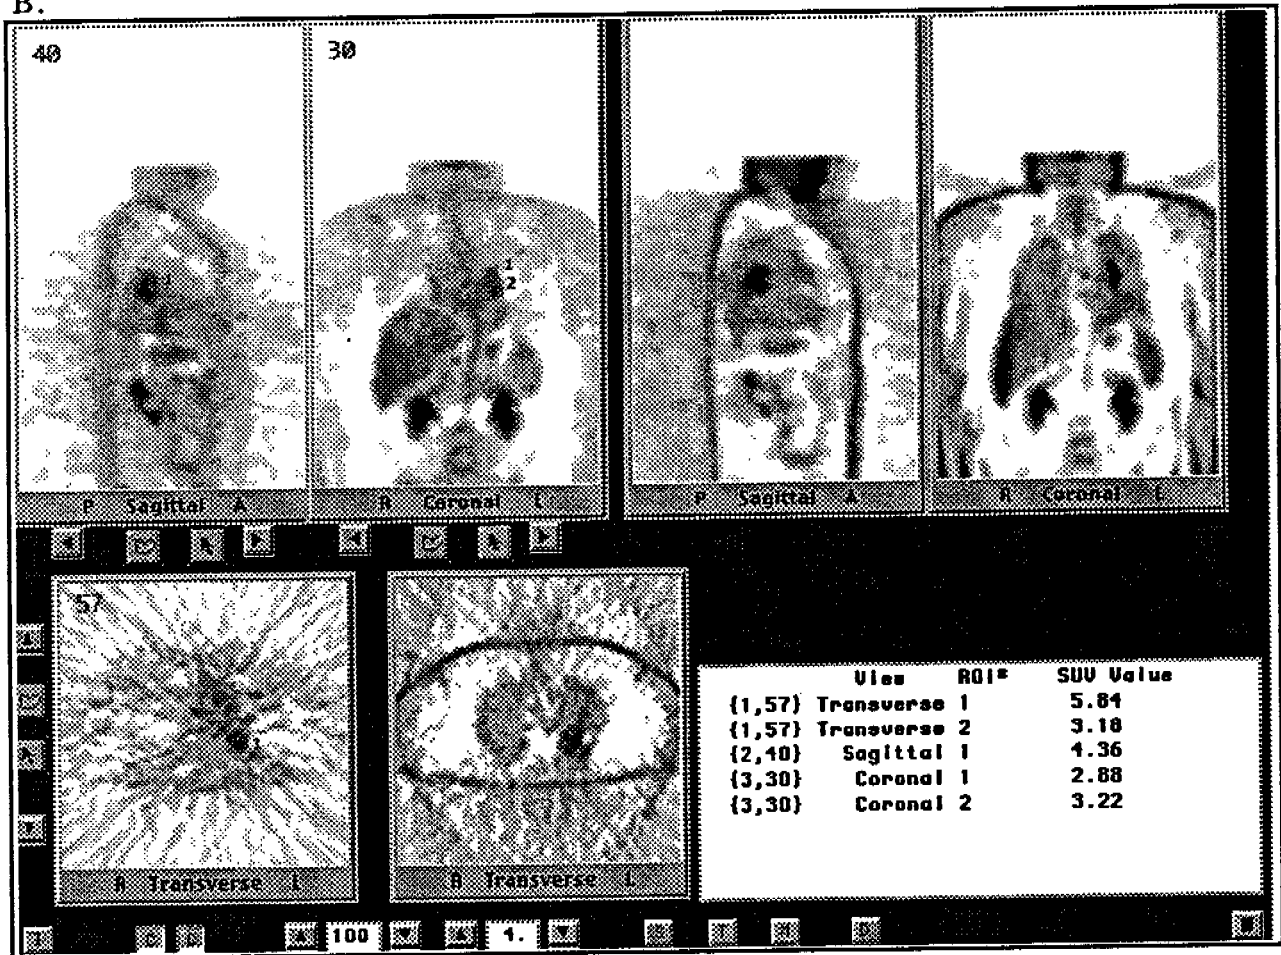 B.
40 30
1
2
P Sagittal A R Coronal L P Sagittal A R Coronal L
57
1
R Transverse L R Transverse L
View ROI# SUV Value
{1,57} Transverse 1 5.84
{1,57} Transverse 2 3.18
{2,40} Sagittal 1 4.36
{3,30} Coronal 1 2.88
{3,30} Coronal 2 3.22
100 4.